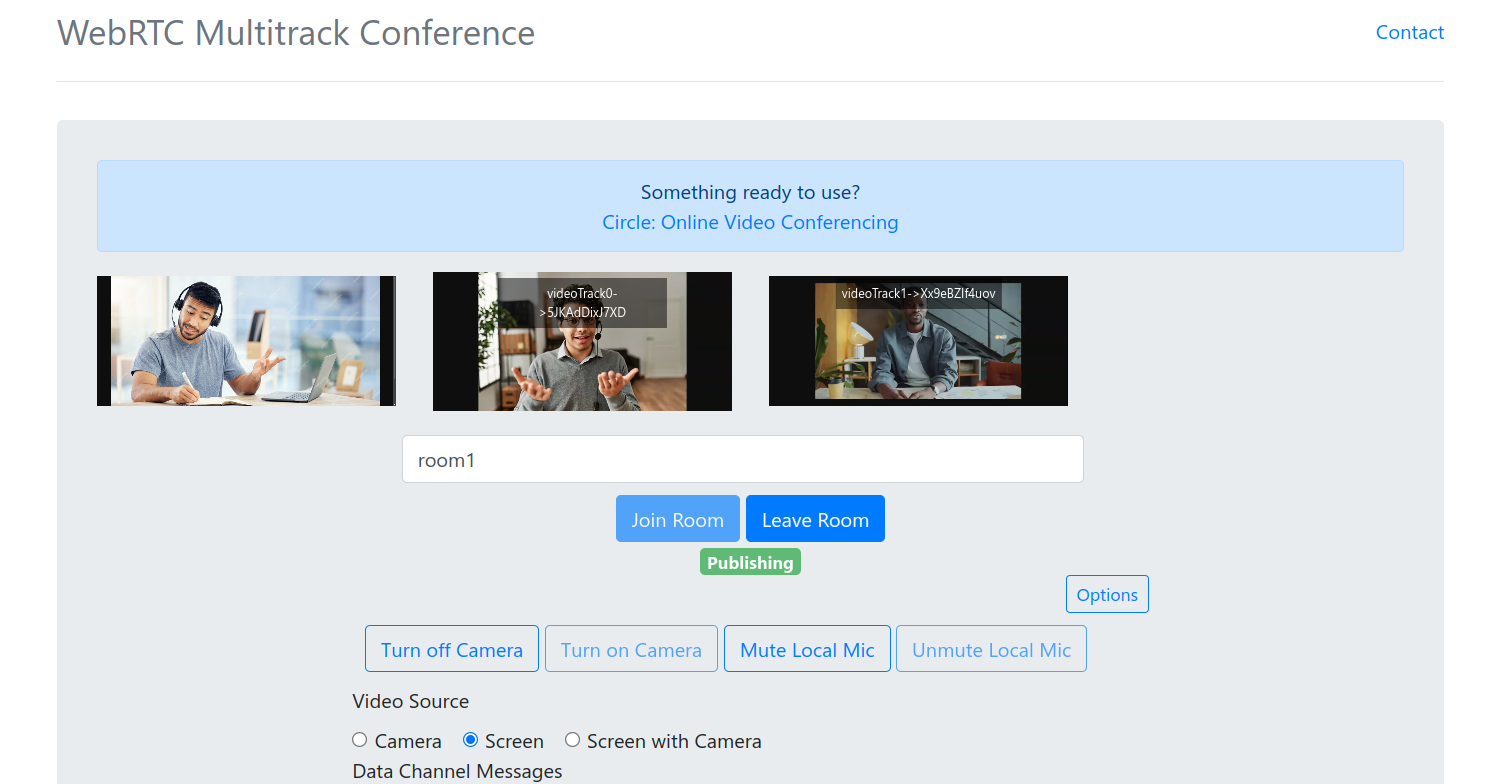 WebRTC Multitrack Conference
Contact
Something ready to use?
Circle: Online Video Conferencing
videoTrack0-
>5JKAdDixJ7XD
videoTrack1->Xx9eBZIf4uov
room1
Join Room
Leave Room
Publishing
Options
Turn off Camera
Turn on Camera
Mute Local Mic
Unmute Local Mic
Video Source
Camera
Screen
Screen with Camera
Data Channel Messages